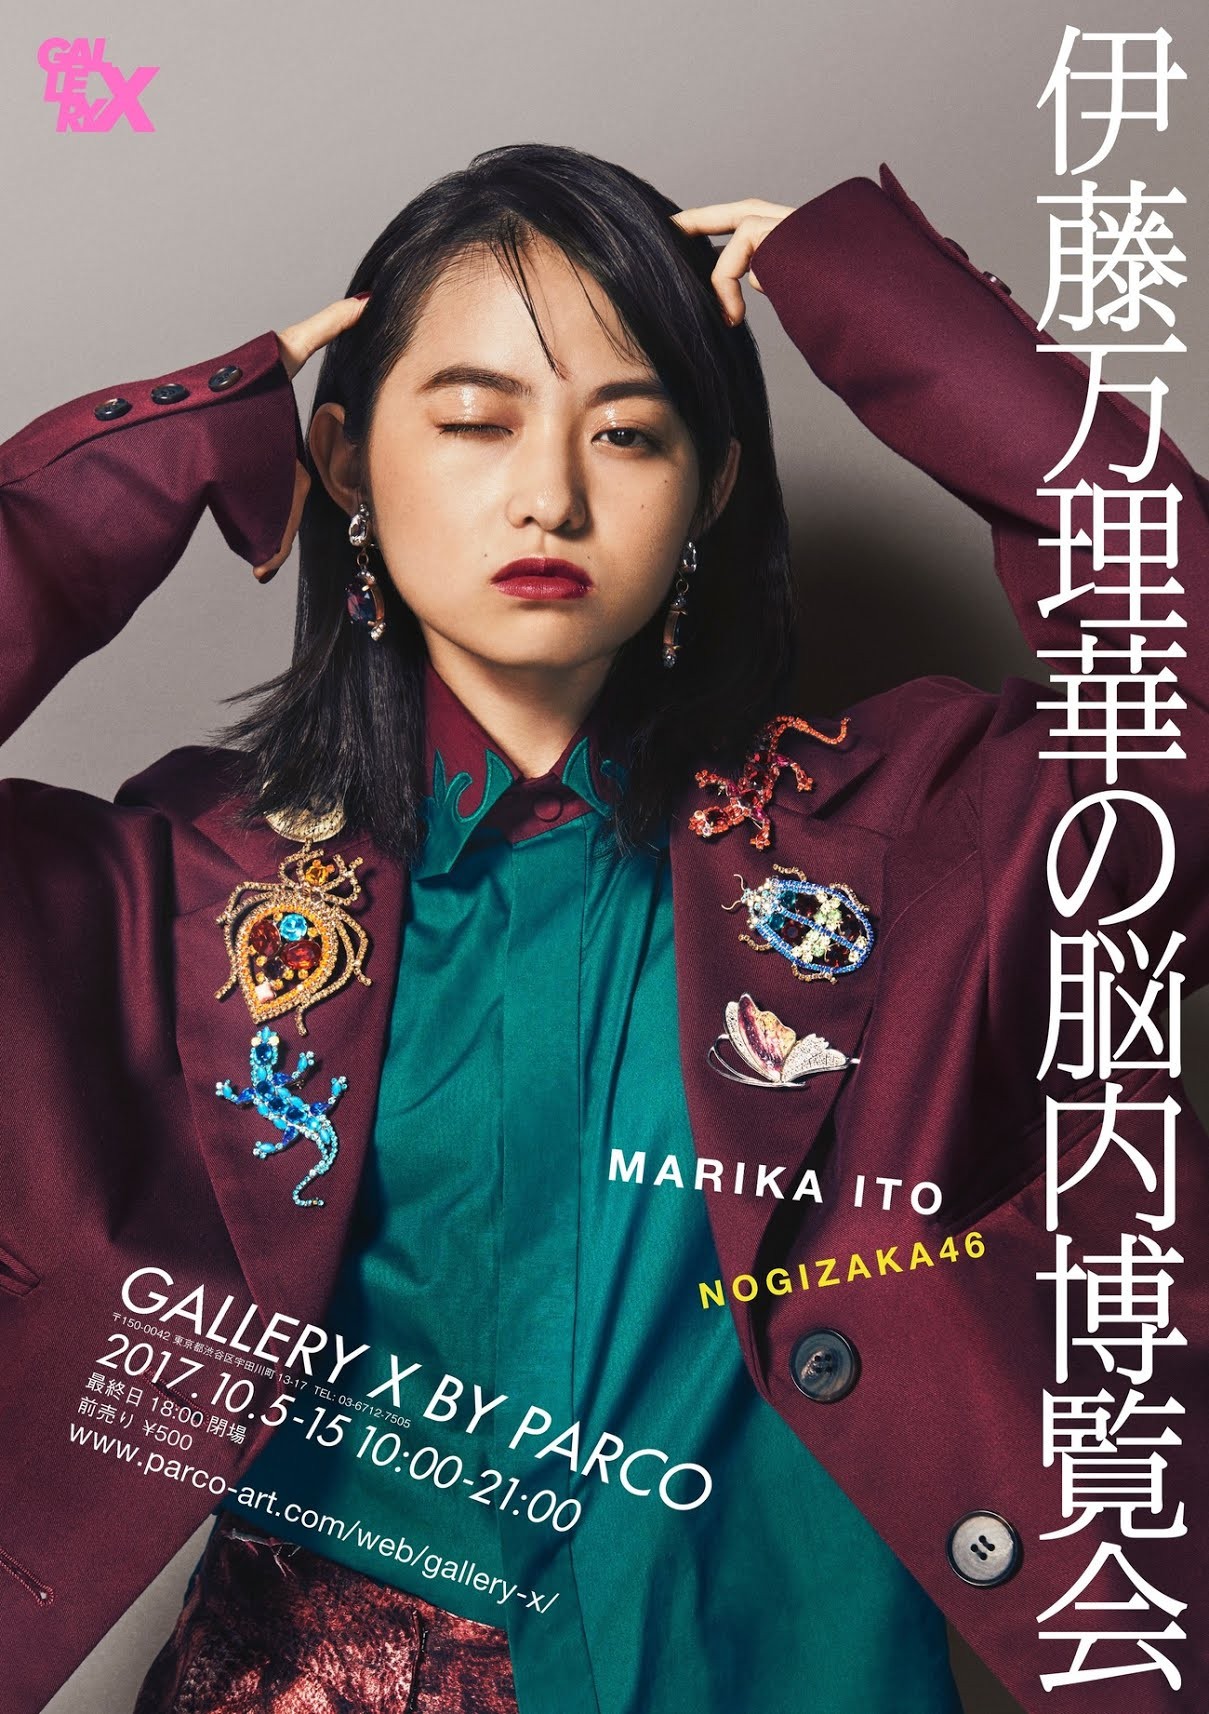 GALLERY X
伊藤万理華の脳内博覧会
MARIKA ITO
NOGIZAKA46
GALLERY X BY PARCO
〒150-0042 東京都渋谷区宇田川町 13-17 TEL: 03-6712-7505
2017. 10.5-15 10:00-21:00
最終日 18:00 閉場
前売り ¥500
www.parco-art.com/web/gallery-x/